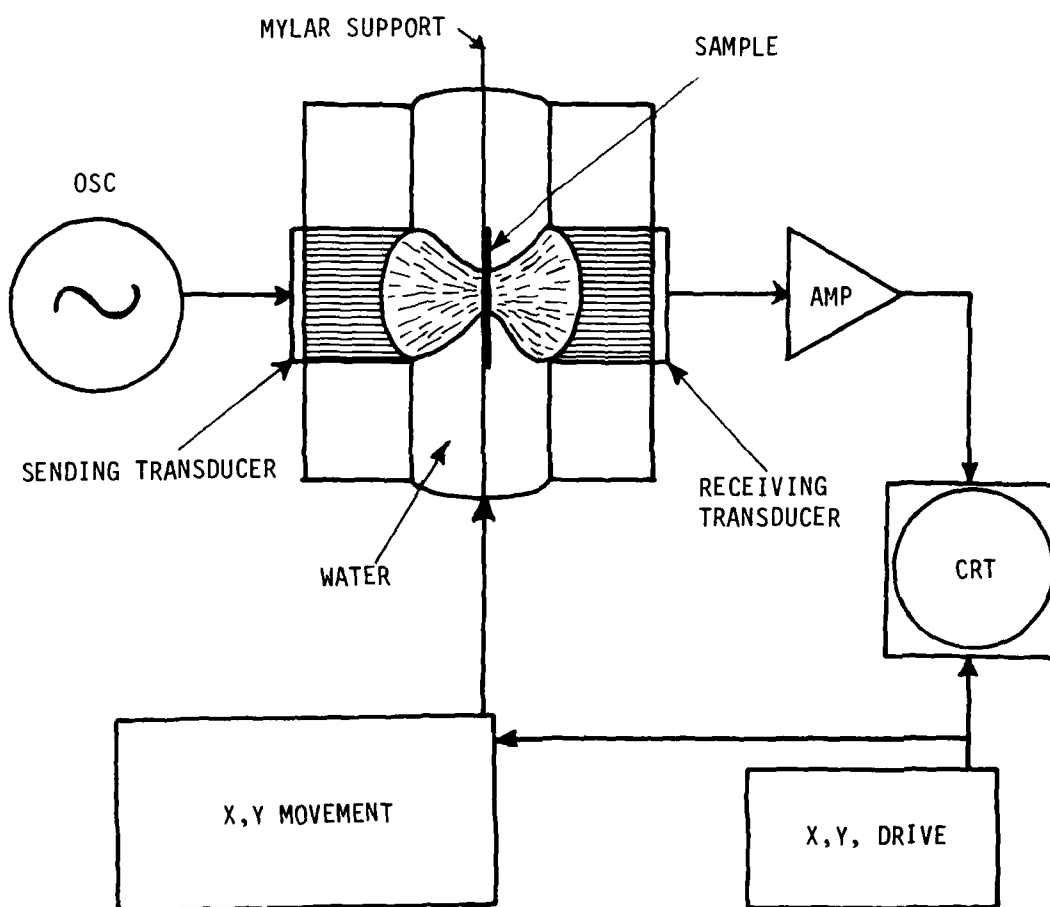 MYLAR SUPPORT
SAMPLE
OSC
AMP
SENDING TRANSDUCER
RECEIVING
TRANSDUCER
WATER
CRT
X,Y MOVEMENT
X,Y, DRIVE